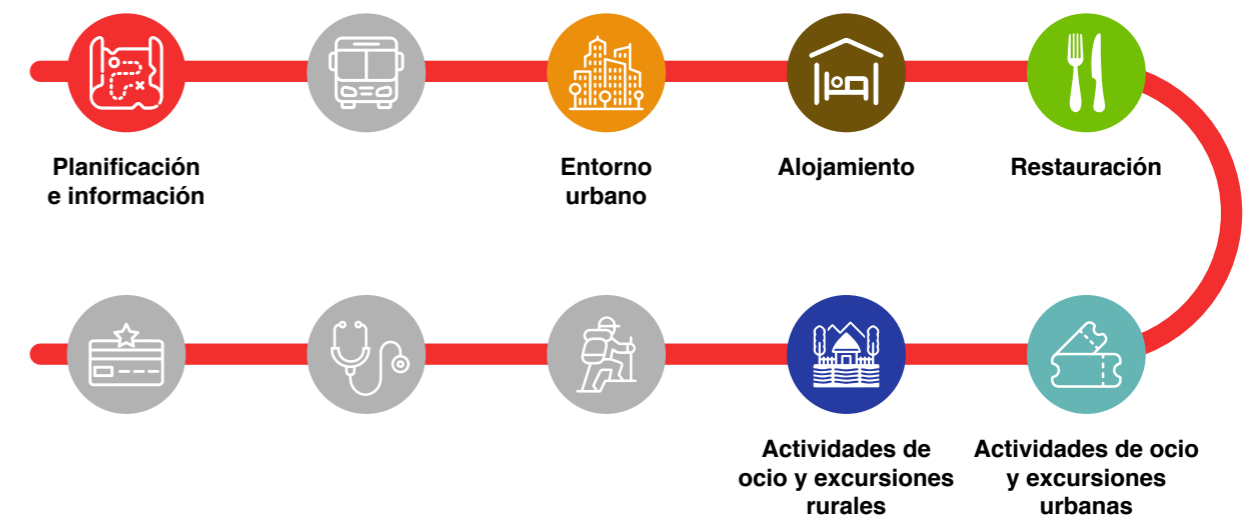 Planificación
e información
Entorno
urbano
Alojamiento
Restauración
Actividades de
ocio y excursiones
rurales
Actividades de ocio
y excursiones
urbanas